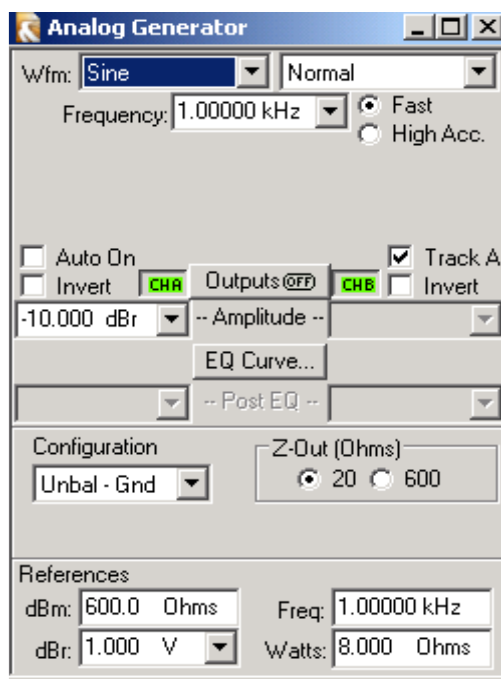 Analog Generator
Wfm: Sine Normal
Frequency: 1.00000 kHz Fast
High Acc.
Auto On Track A
Invert CHA Outputs OFF CHB Invert
-10.000 dBr -- Amplitude --
EQ Curve...
-- Post EQ --
Configuration Z-Out (Ohms)
Unbal - Gnd 20 600
References
dBm: 600.0 Ohms Freq: 1.00000 kHz
dBr: 1.000 V Watts: 8.000 Ohms